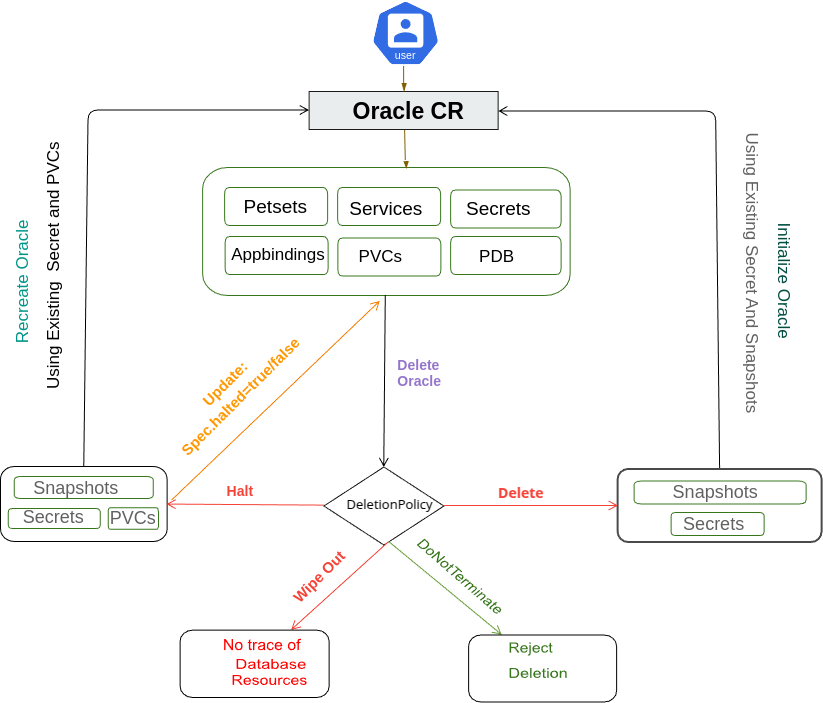 user
Oracle CR
Petsets
Services
Secrets
Appbindings
PVCs
PDB
Recreate Oracle
Using Existing Secret and PVCs
Initialize Oracle
Using Existing Secret And Snapshots
Update:
Spec.halted=true/false
Delete
Oracle
Snapshots
Secrets
PVCs
Halt
DeletionPolicy
Delete
Snapshots
Secrets
Wipe Out
DoNotTerminate
No trace of
Database
Resources
Reject
Deletion